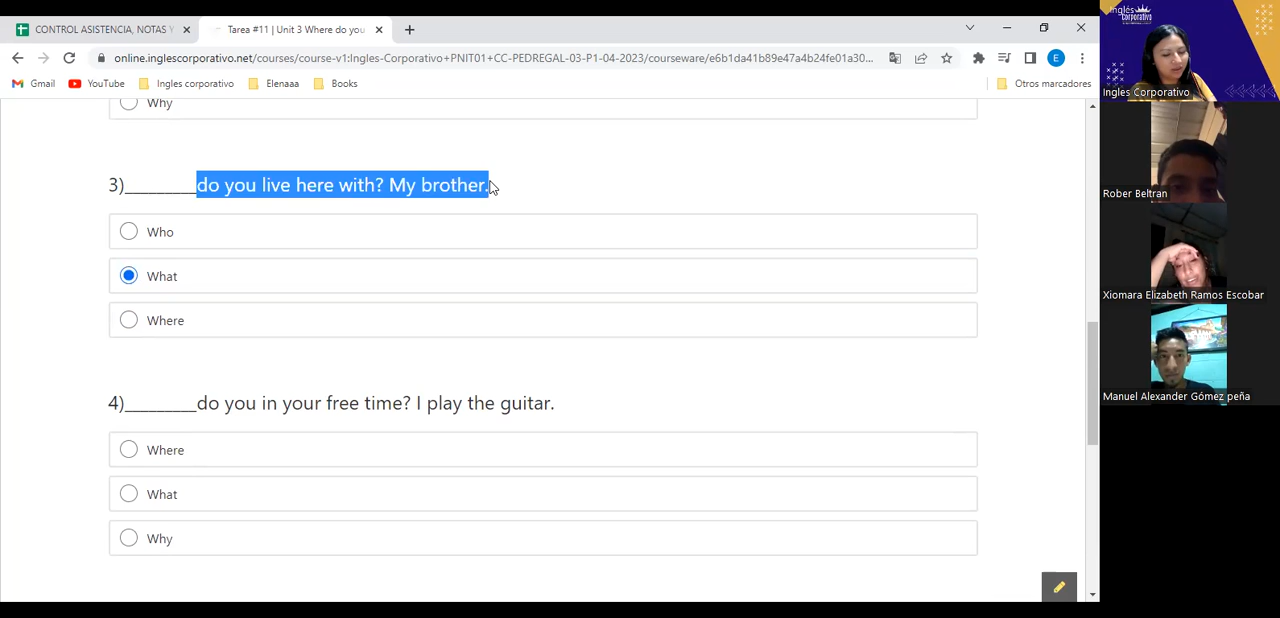 CONTROL ASISTENCIA, NOTAS Y
Tarea #11 | Unit 3 Where do you
online.inglescorporativo.net/courses/course-v1:Ingles-Corporativo+PNPI01+CC-PEDREGAL-03-P1-04-2023/courseware/e6b1da41b89e47a4b24fe01a30...
E
Gmail
YouTube
Ingles corporativo
Elenaaa
Books
Otros marcadores
Why
3)________do you live here with? My brother.
Who
What
Where
4)________do you in your free time? I play the guitar.
Where
What
Why
Inglés
Corporativo
Ingles Corporativo
Rober Beltran
Xiomara Elizabeth Ramos Escobar
Manuel Alexander Gómez peña